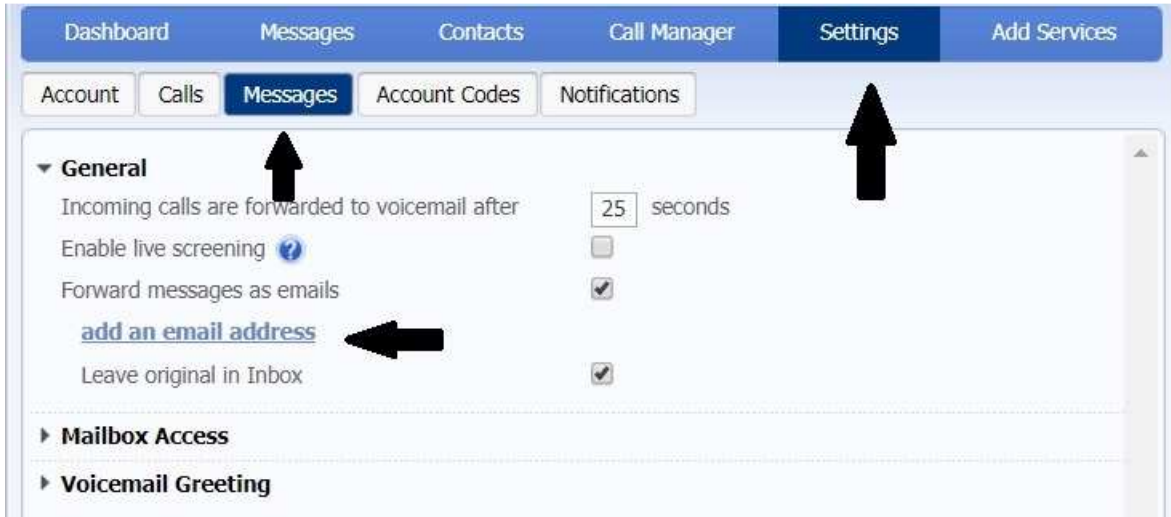 Dashboard Messages Contacts Call Manager Settings Add Services
Account Calls Messages Account Codes Notifications
General
Incoming calls are forwarded to voicemail after 25 seconds
Enable live screening ?
Forward messages as emails
add an email address
Leave original in Inbox
Mailbox Access
Voicemail Greeting